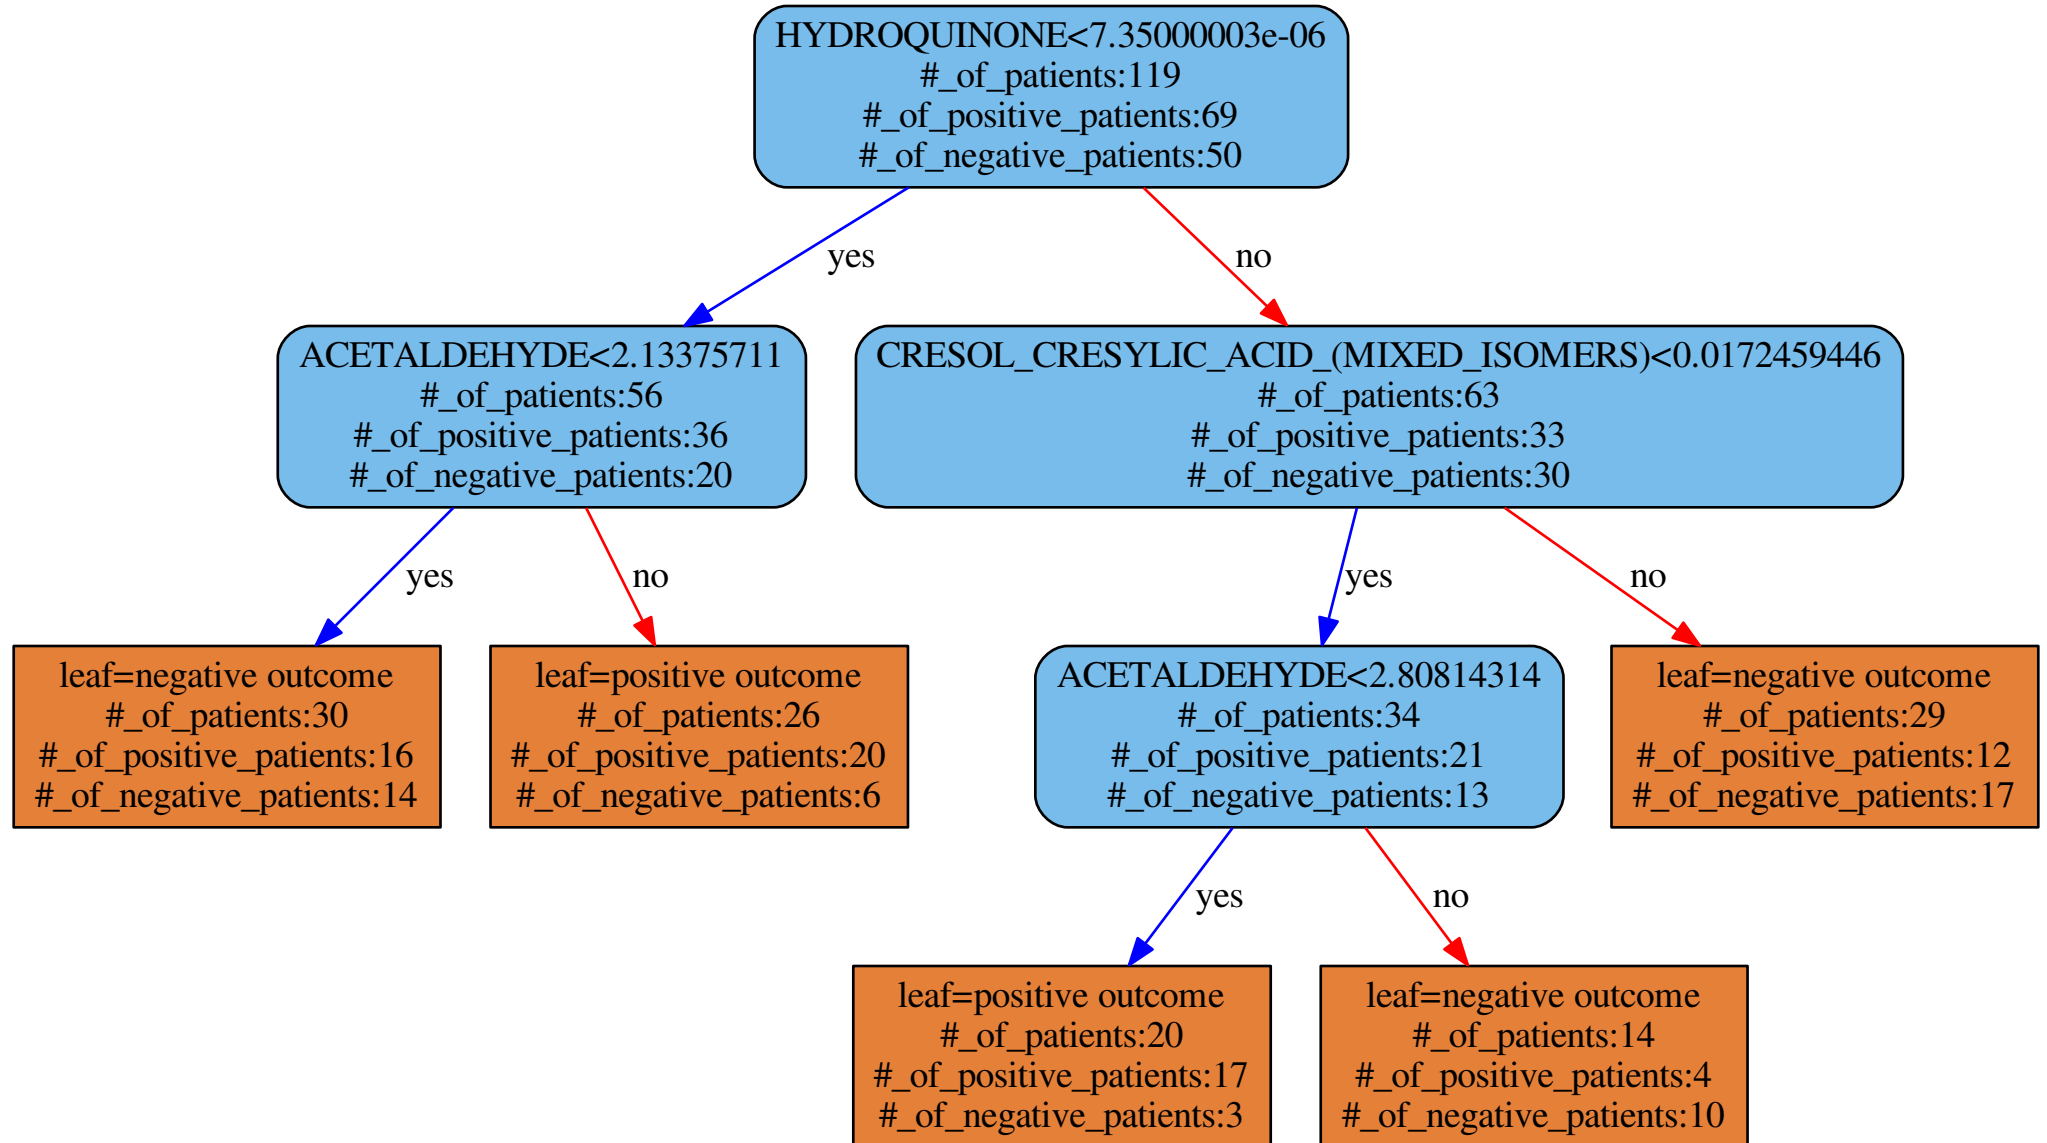 HYDROQUINONE<7.35000003e-06
#_of_patients:119
#_of_positive_patients:69
#_of_negative_patients:50
yes
no
ACETALDEHYDE<2.13375711
#_of_patients:56
#_of_positive_patients:36
#_of_negative_patients:20
CRESOL_CRESYLIC_ACID_(MIXED_ISOMERS)<0.0172459446
#_of_patients:63
#_of_positive_patients:33
#_of_negative_patients:30
yes
no
yes
no
leaf=negative outcome
#_of_patients:30
#_of_positive_patients:16
#_of_negative_patients:14
leaf=positive outcome
#_of_patients:26
#_of_positive_patients:20
#_of_negative_patients:6
ACETALDEHYDE<2.80814314
#_of_patients:34
#_of_positive_patients:21
#_of_negative_patients:13
leaf=negative outcome
#_of_patients:29
#_of_positive_patients:12
#_of_negative_patients:17
yes
no
leaf=positive outcome
#_of_patients:20
#_of_positive_patients:17
#_of_negative_patients:3
leaf=negative outcome
#_of_patients:14
#_of_positive_patients:4
#_of_negative_patients:10